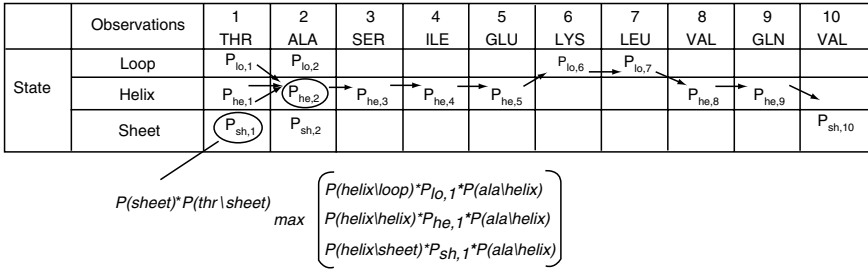 Observations 1 2 3 4 5 6 7 8 9 10
THR ALA SER ILE GLU LYS LEU VAL GLN VAL
State
Loop P_lo,1 P_lo,2 P_lo,6 P_lo,7
Helix P_he,1 P_he,2 P_he,3 P_he,4 P_he,5 P_he,8 P_he,9
Sheet P_sh,1 P_sh,2 P_sh,10
P(sheet)*P(thr\sheet)
max
P(helix\loop)*P_lo,1*P(ala\helix)
P(helix\helix)*P_he,1*P(ala\helix)
P(helix\sheet)*P_sh,1*P(ala\helix)